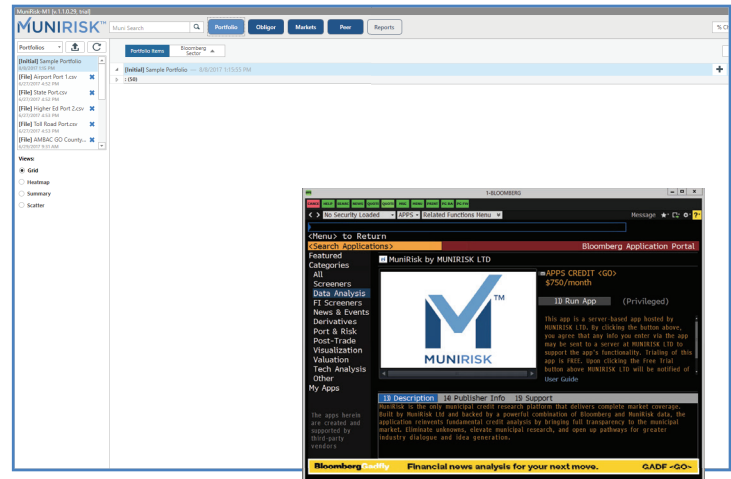 MuniRisk-M1 [v.1.1.0.29, trial]
MUNIRISK™
Muni Search
Portfolio
Obligor
Markets
Peer
Reports
% Ch
Portfolios
Portfolio Items
Bloomberg
Sector
[Initial] Sample Portfolio
8/8/2017 1:15 PM
[File] Airport Port 1.csv
6/27/2017 4:52 PM
[File] State Port.csv
6/27/2017 4:52 PM
[File] Higher Ed Port 2.csv
6/27/2017 4:53 PM
[File] Toll Road Port.csv
6/27/2017 4:53 PM
[File] AMBAC GO County...
6/19/2017 9:31 AM
[Initial] Sample Portfolio — 8/8/2017 1:15:55 PM
: (50)
Views:
Grid
Heatmap
Summary
Scatter
1-BLOOMBERG
No Security Loaded
APPS
Related Functions Menu
Message
<Menu> to Return
<Search Applications>
Bloomberg Application Portal
Featured
Categories
All
Screeners
Data Analysis
FI Screeners
News & Events
Derivatives
Port & Risk
Post-Trade
Visualization
Valuation
Tech Analysis
Other
My Apps
The apps herein
are created and
supported by
third-party
vendors
MuniRisk by MUNIRISK LTD
TM
MUNIRISK
APPS CREDIT <GO>
$750/month
1) Run App
(Privileged)
This app is a server-based app hosted by
MUNIRISK LTD. By clicking the button above,
you agree that any info you enter via the app
may be sent to a server at MUNIRISK LTD to
support the app's functionality. Trialing of this
app is FREE. Upon clicking the Free Trial
button above MUNIRISK LTD will be notified of
User Guide
13) Description
14) Publisher Info
15) Support
MuniRisk is the only municipal credit research platform that delivers complete market coverage.
Built by MuniRisk Ltd and backed by a powerful combination of Bloomberg and MuniRisk data, the
application reinvents fundamental credit analysis by bringing full transparency to the municipal
market. Eliminate unknowns, elevate municipal research, and open up pathways for greater
industry dialogue and idea generation.
Bloomberg Gadfly
Financial news analysis for your next move.
GADF <GO>